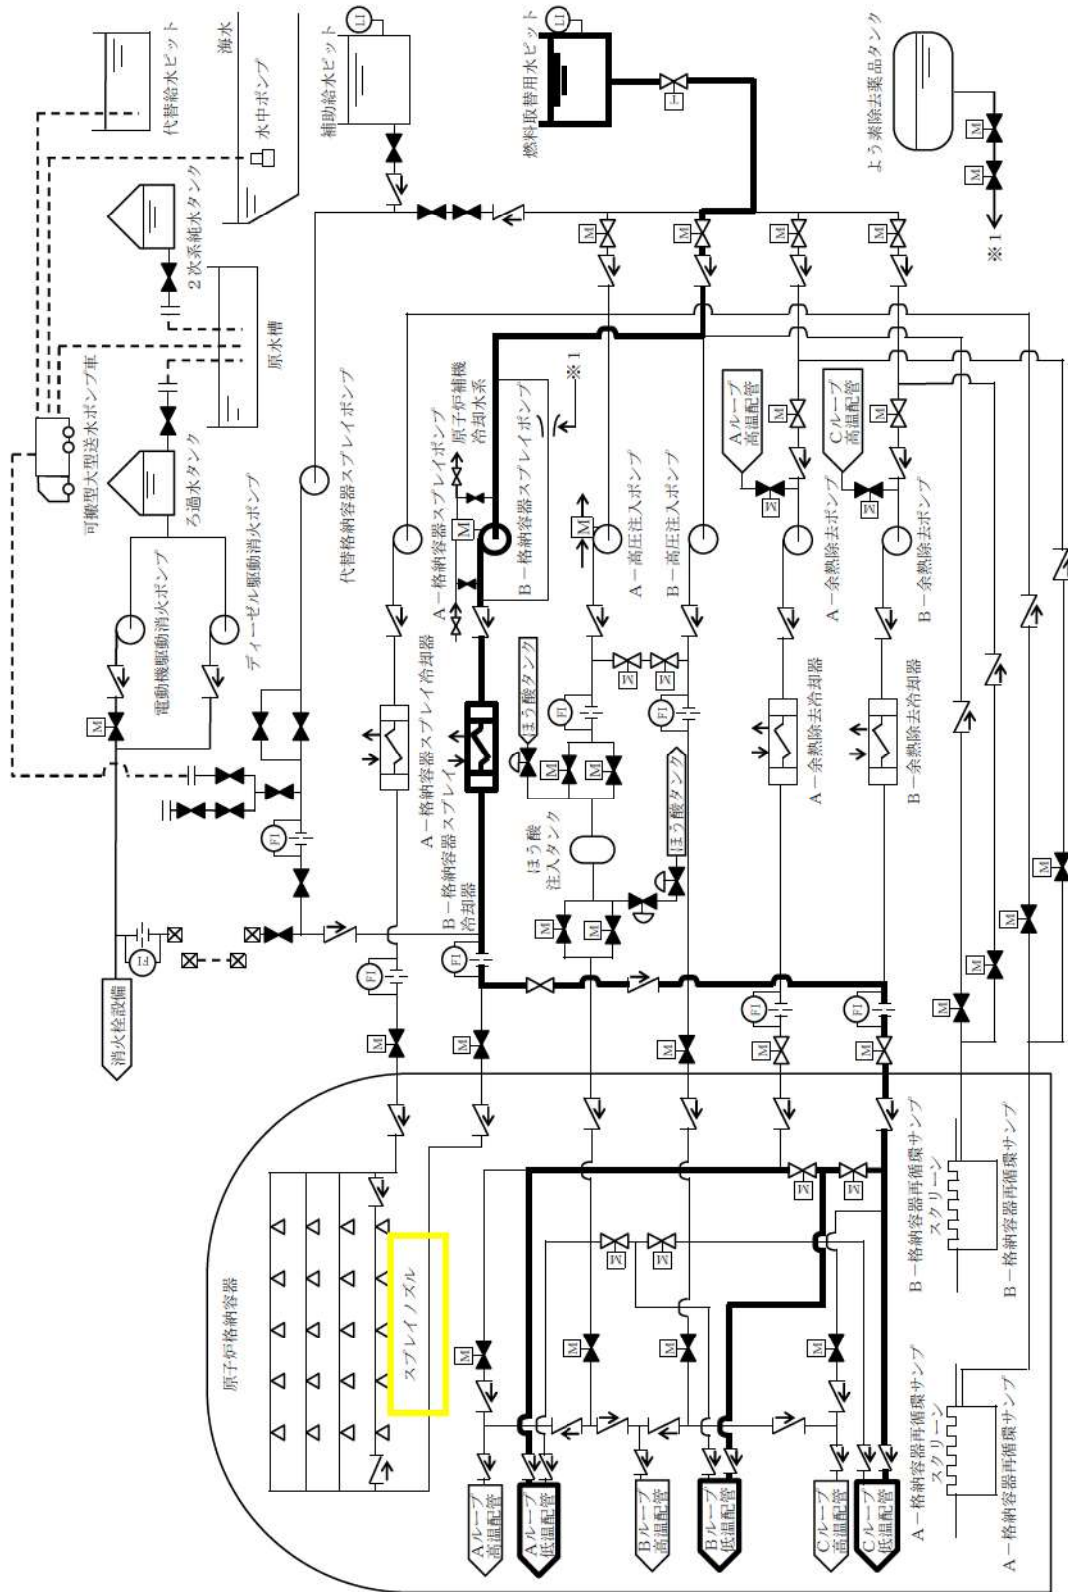 代替給水ピット
海水
水中ポンプ
2次系純水タンク
原水槽
可搬型大型送水ポンプ車
ろ過水タンク
電動機駆動消火ポンプ
ディーゼル駆動消火ポンプ
消火栓設備
FI
M
補助給水ピット
LI
燃料取替用水ピット
LI
よう素除去薬品タンク
M
M
※1
代替格納容器スプレイポンプ
FI
A-格納容器スプレイポンプ
原子炉補機
冷却水系
B-格納容器スプレイポンプ
※1
A-高圧注入ポンプ
B-高圧注入ポンプ
Aループ
高温配管
Cループ
高温配管
A-余熱除去ポンプ
B-余熱除去ポンプ
A-格納容器スプレイ冷却器
B-格納容器スプレイ
冷却器
ほう酸タンク
ほう酸
注入タンク
ほう酸タンク
A-余熱除去冷却器
B-余熱除去冷却器
原子炉格納容器
スプレイノズル
Aループ
高温配管
Aループ
低温配管
Bループ
高温配管
Bループ
低温配管
Cループ
高温配管
Cループ
低温配管
B-格納容器再循環サンプ
スクリーン
B-格納容器再循環サンプ
A-格納容器再循環サンプ
スクリーン
A-格納容器再循環サンプ